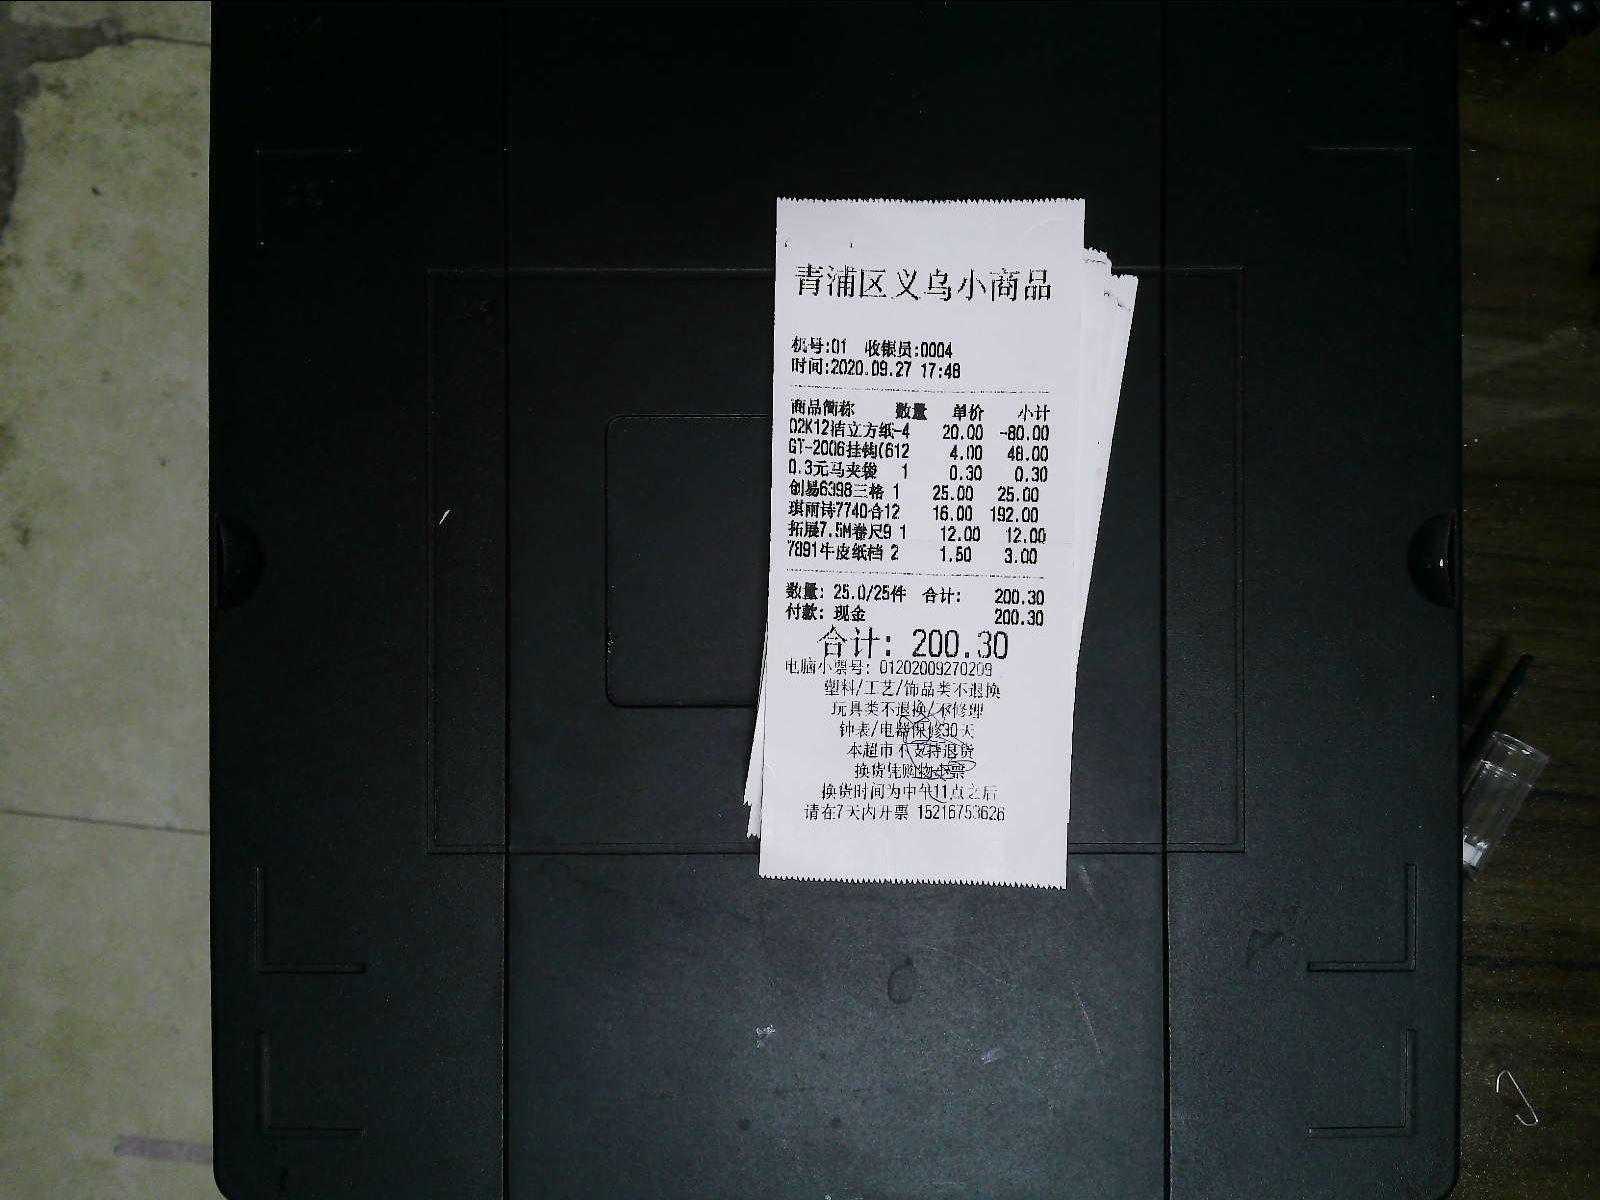 青浦区义乌小商品
机号:01 收银员:0004
时间:2020.09.27 17:48
商品简称 数量 单价 小计
02K12洁立方纸-4 20.00 -80.00
GT-2006挂钩(612 4.00 48.00
0.3元马夹袋 1 0.30 0.30
创易6398三格 1 25.00 25.00
琪雨诗7740合12 16.00 192.00
拓展7.5M卷尺9 1 12.00 12.00
7891牛皮纸档 2 1.50 3.00
数量: 25.0/25件 合计: 200.30
付款: 现金 200.30
合计: 200.30
电脑小票号: 01202009270209
塑料/工艺/饰品类不退换
玩具类不退换/不修理
钟表/电器保修30天
本超市不支持退货
换货凭购物小票
换货时间为中午11点之后
请在7天内开票 15216753626